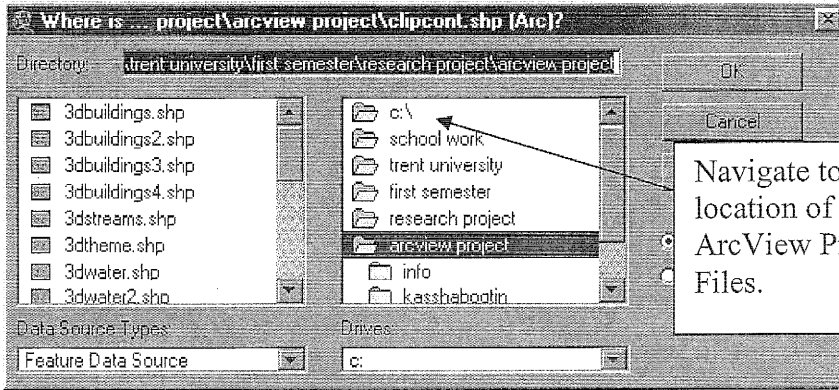 Where is ... project\arcview project\clipcont.shp (Arc)?
Directory: \trent university\first semester\research project\arcview project
OK
Cancel
3dbuildings.shp
3dbuildings2.shp
3dbuildings3.shp
3dbuildings4.shp
3dstreams.shp
3dtheme.shp
3dwater.shp
3dwater2.shp
c:\
school work
trent university
first semester
research project
arcview project
info
kasshabogtin
Navigate to
location of
ArcView P
Files.
Data Source Types:
Feature Data Source
Drives:
c: